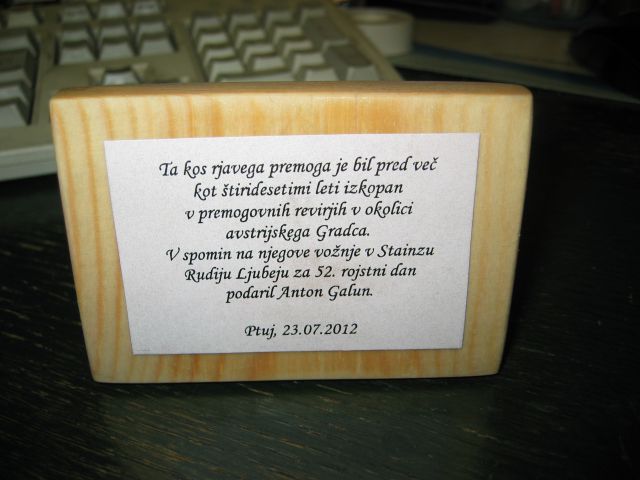 Ta kos rjavega premoga je bil pred več
kot štiridesetimi leti izkopan
v premogovnih revirjih v okolici
avstrijskega Gradca.
V spomin na njegove vožnje v Stainzu
Rudiju Ljubeju za 52. rojstni dan
podaril Anton Galun.
Ptuj, 23.07.2012